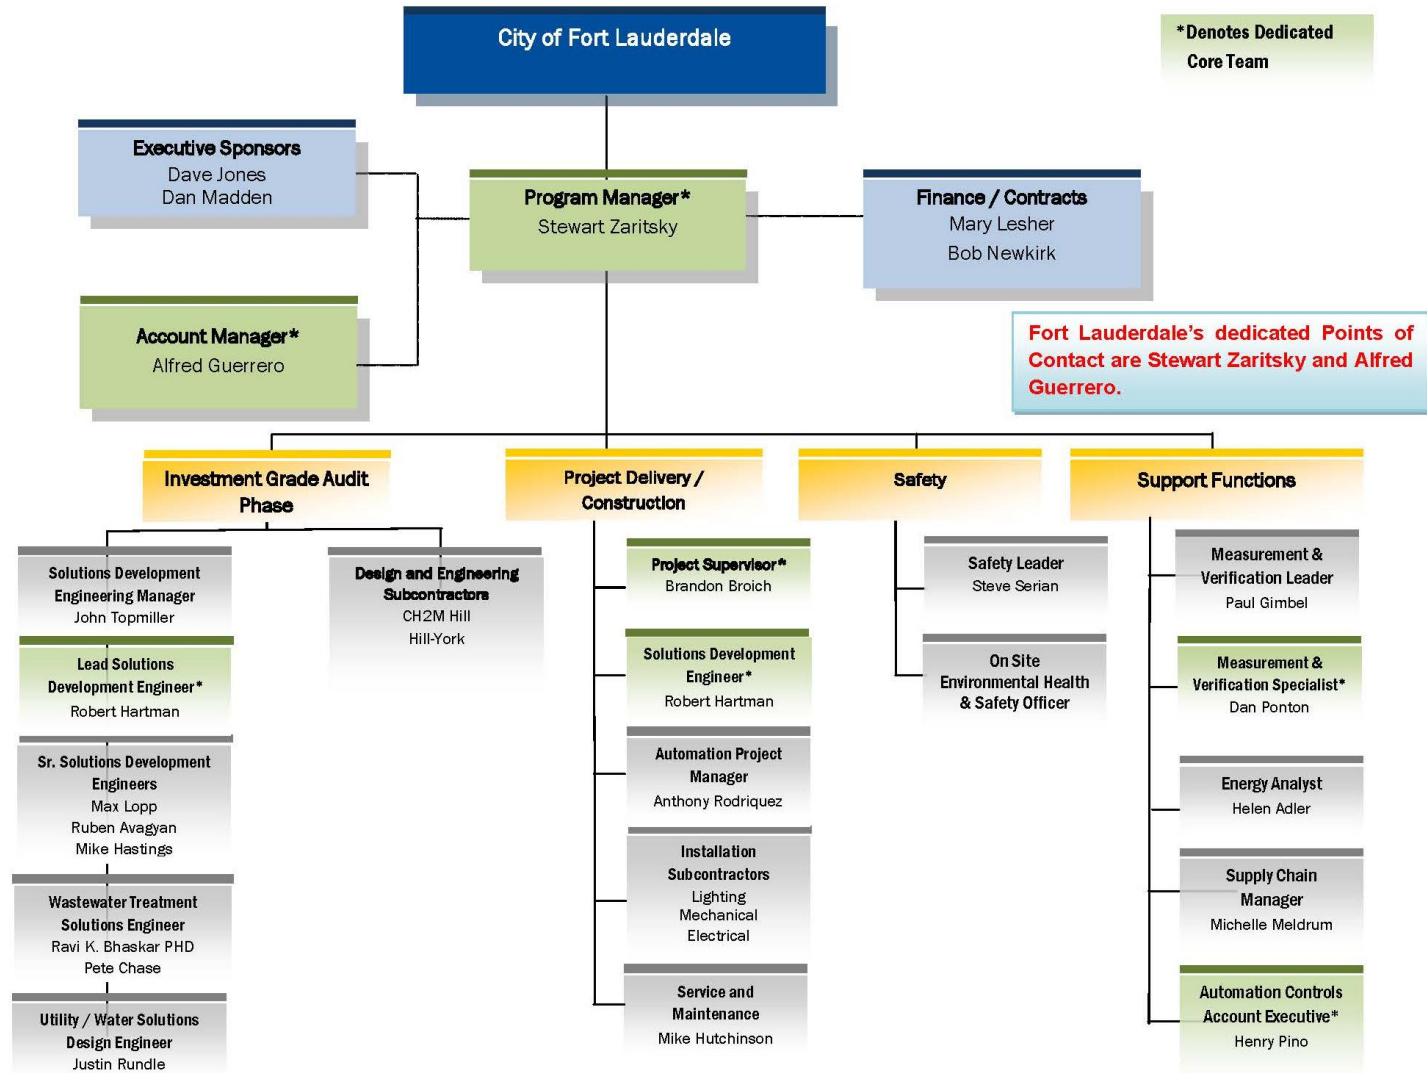 City of Fort Lauderdale
*Denotes Dedicated
Core Team
Executive Sponsors
Dave Jones
Dan Madden
Program Manager*
Stewart Zaritsky
Finance / Contracts
Mary Lesher
Bob Newkirk
Account Manager*
Alfred Guerrero
Fort Lauderdale's dedicated Points of
Contact are Stewart Zaritsky and Alfred
Guerrero.
Investment Grade Audit
Phase
Solutions Development
Engineering Manager
John Topmiller
Lead Solutions
Development Engineer*
Robert Hartman
Sr. Solutions Development
Engineers
Max Lopp
Ruben Avagyan
Mike Hastings
Wastewater Treatment
Solutions Engineer
Ravi K. Bhaskar PHD
Pete Chase
Utility / Water Solutions
Design Engineer
Justin Rundle
Design and Engineering
Subcontractors
CH2M Hill
Hill-York
Project Delivery /
Construction
Project Supervisor*
Brandon Broich
Solutions Development
Engineer*
Robert Hartman
Automation Project
Manager
Anthony Rodriquez
Installation
Subcontractors
Lighting
Mechanical
Electrical
Service and
Maintenance
Mike Hutchinson
Safety
Safety Leader
Steve Serian
On Site
Environmental Health
& Safety Officer
Support Functions
Measurement &
Verification Leader
Paul Gimbel
Measurement &
Verification Specialist*
Dan Ponton
Energy Analyst
Helen Adler
Supply Chain
Manager
Michelle Meldrum
Automation Controls
Account Executive*
Henry Pino